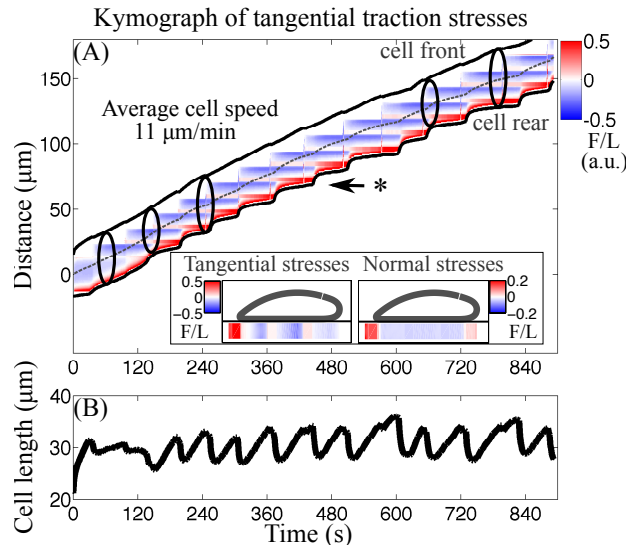 Kymograph of tangential traction stresses
(A)
cell front
0.5
0
-0.5
F/L
(a.u.)
150
100
50
0
Distance (μm)
Average cell speed
11 μm/min
cell rear
*
Tangential stresses
Normal stresses
0.5
−0.5
F/L
0.2
−0.2
F/L
0 120 240 360 480 600 720 840
(B)
40
30
20
Cell length (μm)
0 120 240 360 480 600 720 840
Time (s)